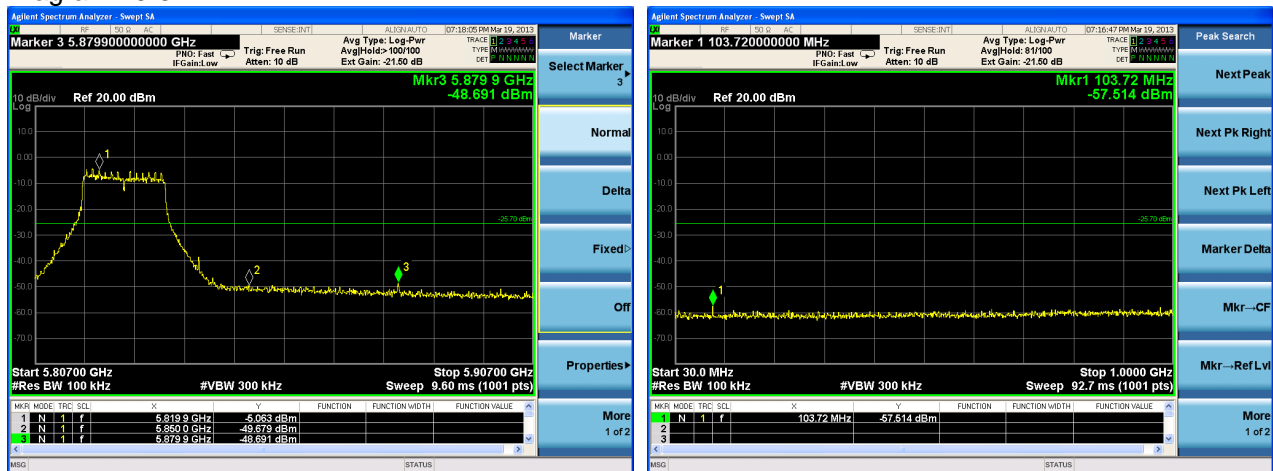 Agilent Spectrum Analyzer - Swept SA
RF 50 Ω AC SENSE:INT ALIGN AUTO 07:18:05 PM Mar 19, 2013
Marker 3 5.879900000000 GHz
PNO: Fast
IFGain:Low
Trig: Free Run
Atten: 10 dB
Avg Type: Log-Pwr
Avg|Hold:>100/100
Ext Gain: -21.50 dB
TRACE 1 2 3 4 5 6
TYPE M
DET P N N N N N
Mkr3 5.879 9 GHz
-48.691 dBm
10 dB/div Ref 20.00 dBm
Log
10.0
0.00
-10.0
-20.0
-30.0
-40.0
-50.0
-60.0
-70.0
1
2
3
-25.70 dBm
Start 5.80700 GHz Stop 5.90700 GHz
#Res BW 100 kHz #VBW 300 kHz Sweep 9.60 ms (1001 pts)
MKR MODE TRC SCL X Y FUNCTION FUNCTION WIDTH FUNCTION VALUE
1 N 1 f 5.819 9 GHz -5.063 dBm
2 N 1 f 5.850 0 GHz -49.679 dBm
3 N 1 f 5.879 9 GHz -48.691 dBm
MSG STATUS
Marker
Select Marker
3
Normal
Delta
Fixed
Off
Properties
More
1 of 2
Agilent Spectrum Analyzer - Swept SA
RF 50 Ω AC SENSE:INT ALIGN AUTO 07:16:47 PM Mar 19, 2013
Marker 1 103.720000000 MHz
PNO: Fast
IFGain:Low
Trig: Free Run
Atten: 10 dB
Avg Type: Log-Pwr
Avg|Hold: 81/100
Ext Gain: -21.50 dB
TRACE 1 2 3 4 5 6
TYPE M
DET P N N N N N
Mkr1 103.72 MHz
-57.514 dBm
10 dB/div Ref 20.00 dBm
Log
10.0
0.00
-10.0
-20.0
-30.0
-40.0
-50.0
-60.0
-70.0
1
-25.70 dBm
Start 30.0 MHz Stop 1.0000 GHz
#Res BW 100 kHz #VBW 300 kHz Sweep 92.7 ms (1001 pts)
MKR MODE TRC SCL X Y FUNCTION FUNCTION WIDTH FUNCTION VALUE
1 N 1 f 103.72 MHz -57.514 dBm
2
3
MSG STATUS
Peak Search
Next Peak
Next Pk Right
Next Pk Left
Marker Delta
Mkr→CF
Mkr→Ref Lvl
More
1 of 2